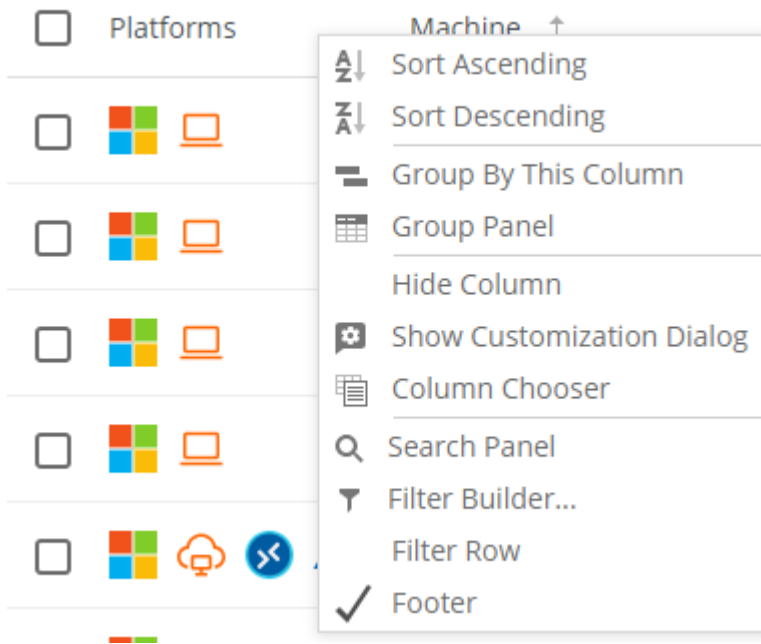 Platforms
Machine
Sort Ascending
Sort Descending
Group By This Column
Group Panel
Hide Column
Show Customization Dialog
Column Chooser
Search Panel
Filter Builder...
Filter Row
Footer